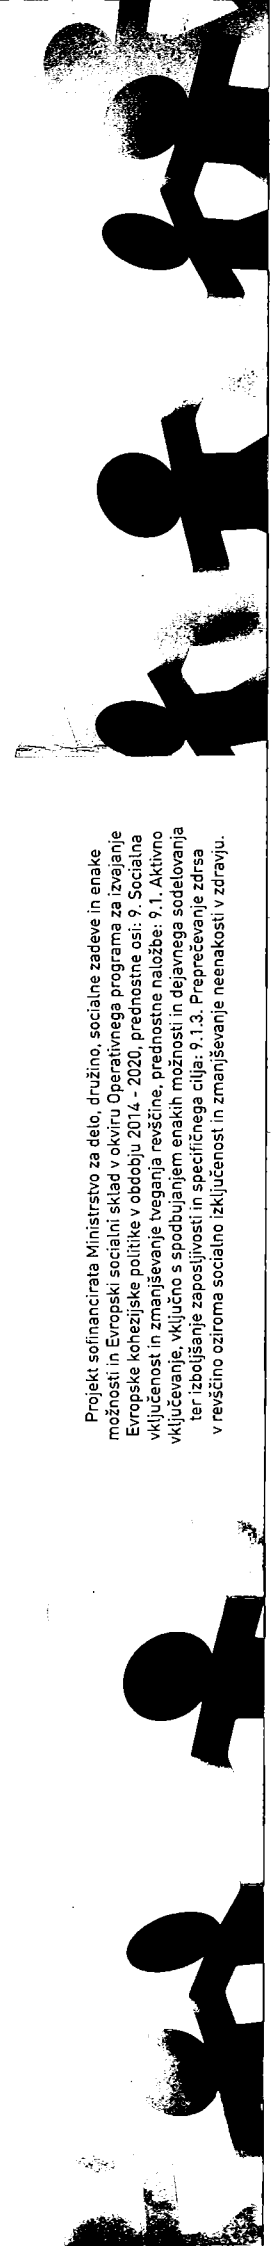 Projekt sofinancirata Ministrstvo za delo, družino, socialne zadeve in enake
možnosti in Evropski socialni sklad v okviru Operativnega programa za izvajanje
Evropske kohezijske politike v obdobju 2014 - 2020, prednostne osi: 9. Socialna
vključenost in zmanjševanje tveganja revščine, prednostne naložbe: 9.1. Aktivno
vključevanje, vključno s spodbujanjem enakih možnosti in dejavnega sodelovanja
ter izboljšanje zaposljivosti in specifičnega cilja: 9.1.3. Preprečevanje zdrsa
v revščino oziroma socialno izključenost in zmanjševanje neenakosti v zdravju.